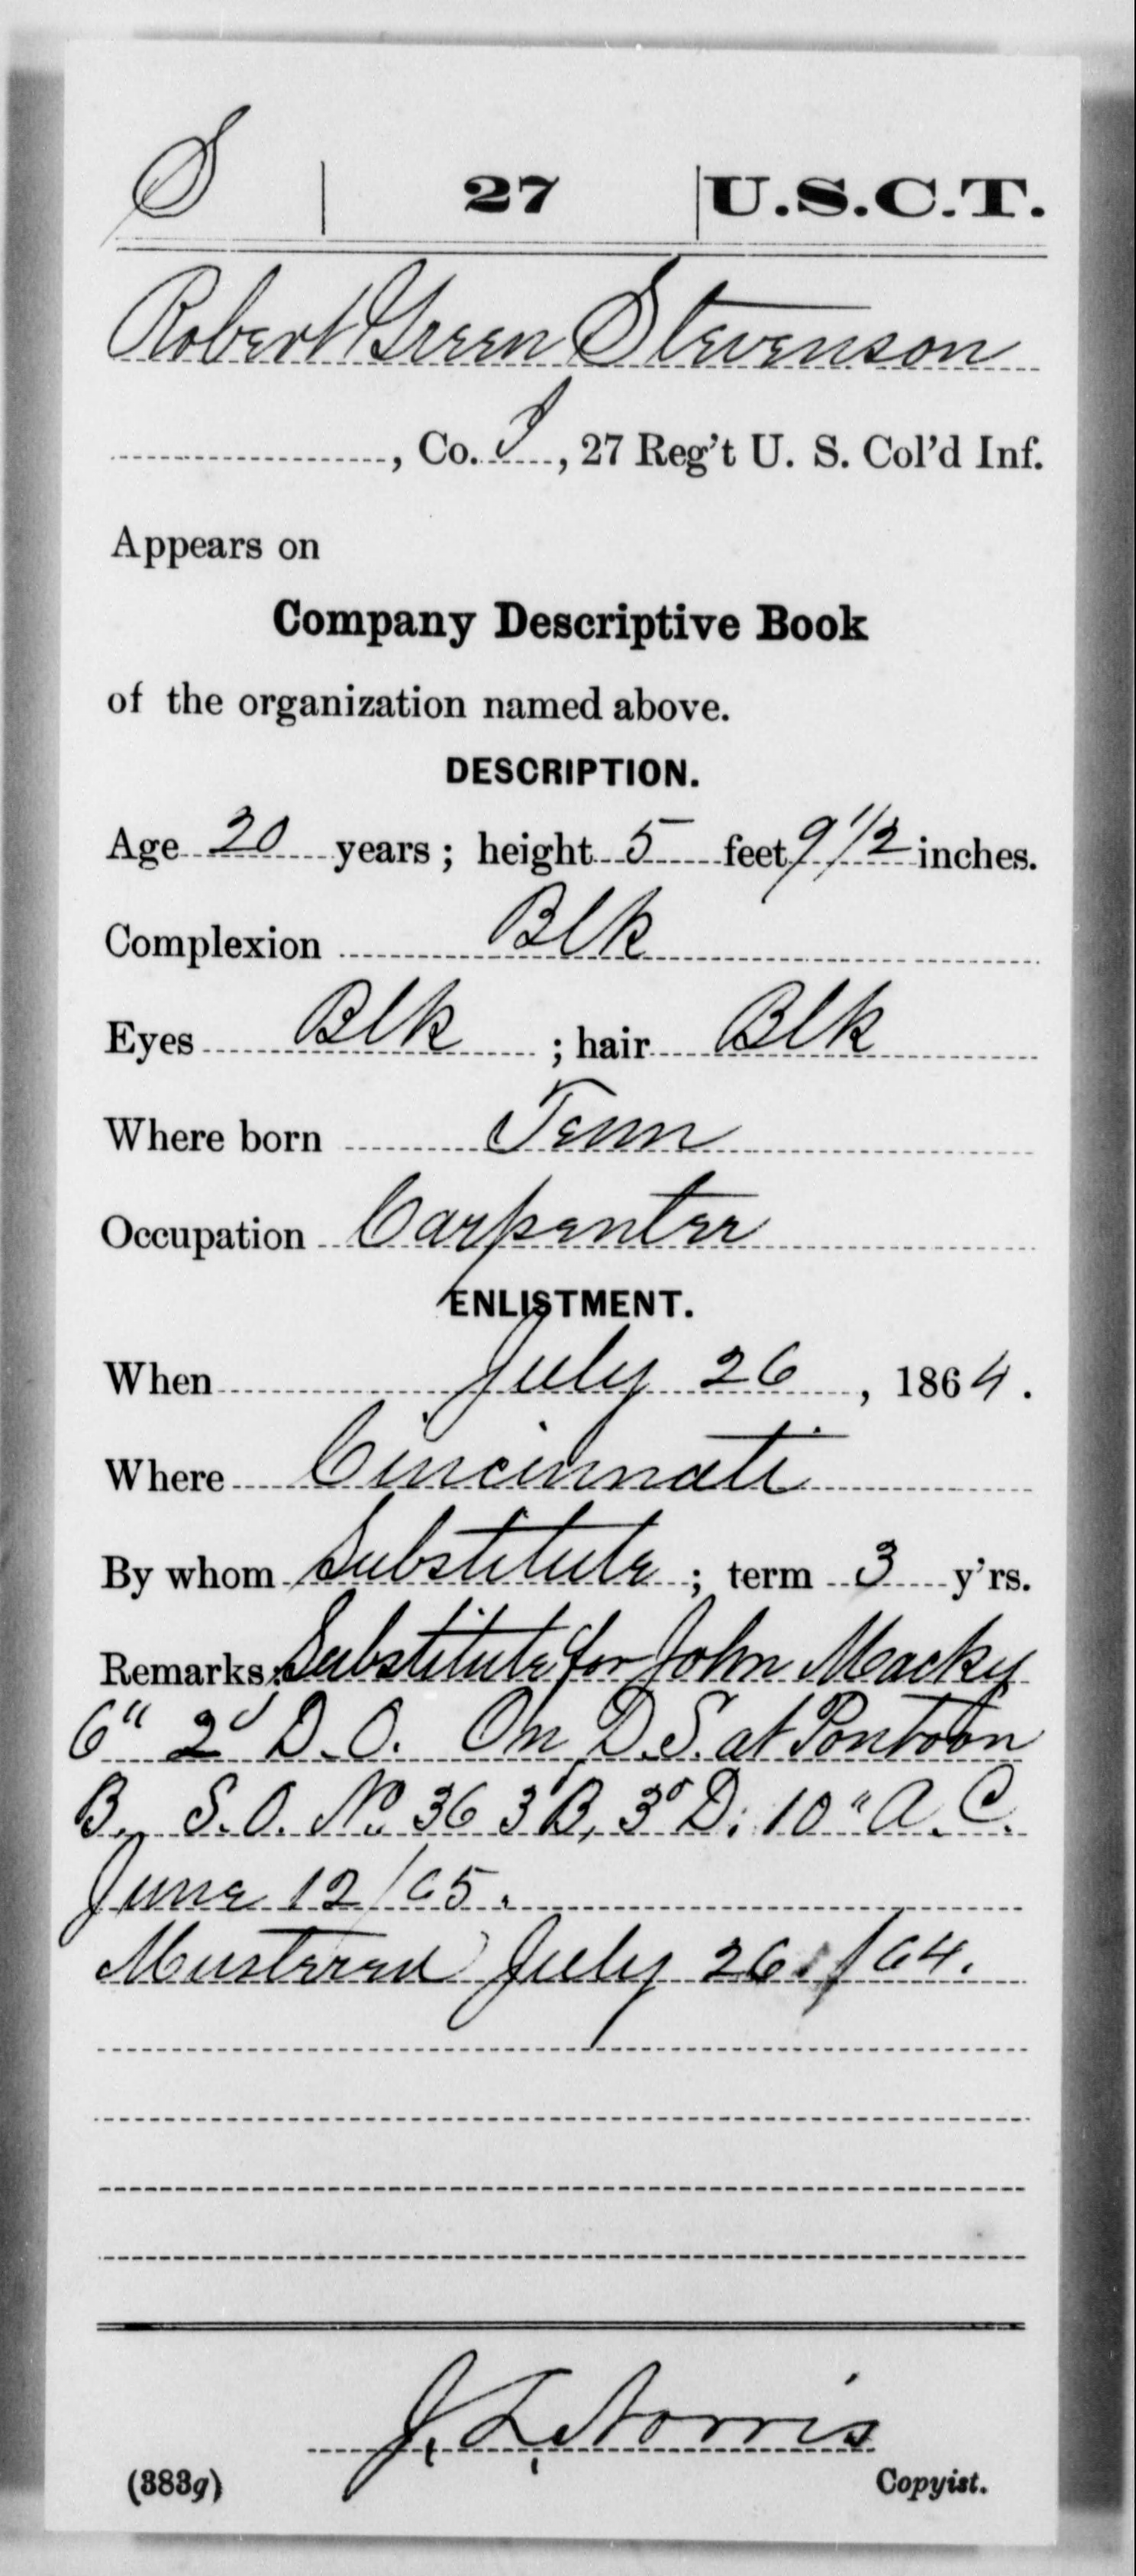 S | 27 | U.S.C.T.
Robert Green Stevenson
, Co. I, 27 Reg't U. S. Col'd Inf.
Appears on
Company Descriptive Book
of the organization named above.
DESCRIPTION.
Age 20 years; height 5 feet 9 1/2 inches.
Complexion Blk
Eyes Blk ; hair Blk
Where born Tenn
Occupation Carpenter
ENLISTMENT.
When July 26, 1864.
Where Cincinnati
By whom Substitute; term 3 y'rs.
Remarks: Substitute for John Macky
6" 2d D. O. On D.S. at Pontoon
B. S.O. No. 36 3d B, 3d D; 10" A. C.
June 12/65.
Mustered July 26/64.
J. L. Norris
(383g) Copyist.